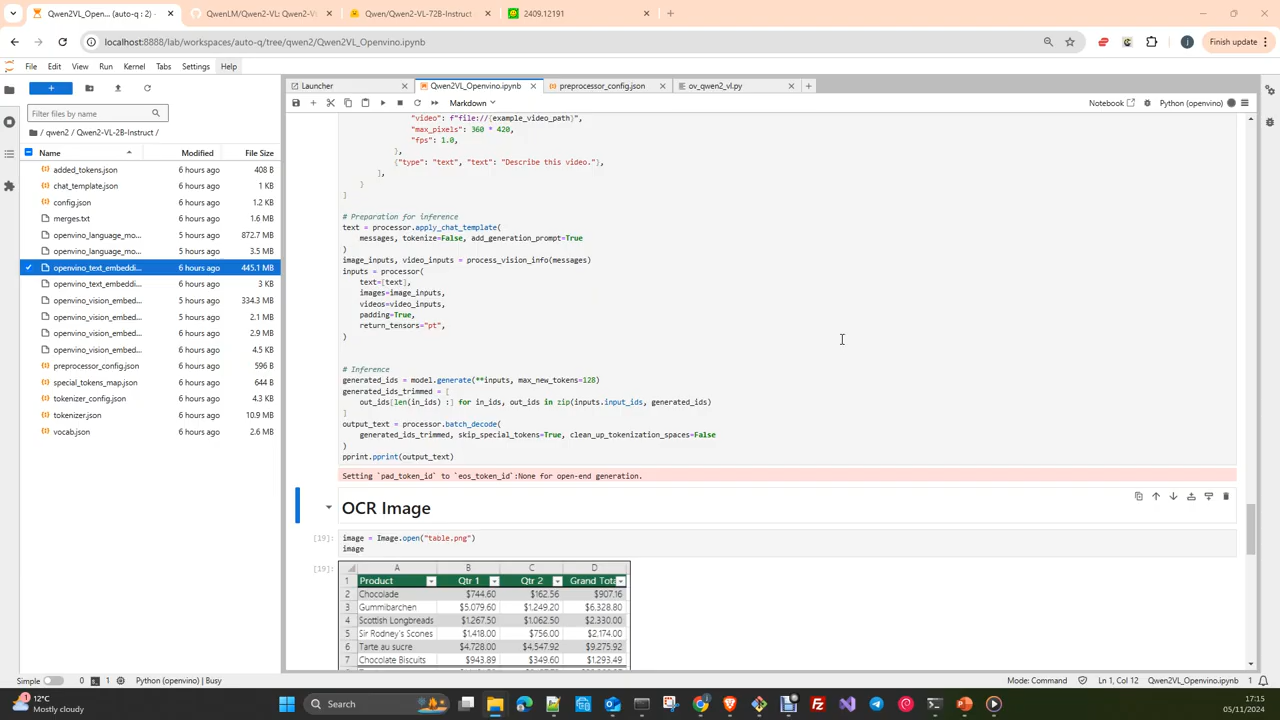 Qwen2VL_Open... (auto-q : 2)
QwenLM/Qwen2-VL: Qwen2-V
Qwen/Qwen2-VL-72B-Instruct
2409.12191
localhost:8888/lab/workspaces/auto-q/tree/qwen2/Qwen2VL_Openvino.ipynb
Finish update
File Edit View Run Kernel Tabs Settings Help
Launcher
Qwen2VL_Openvino.ipynb
preprocessor_config.json
ov_qwen2_vl.py
Filter files by name
Markdown
Notebook
Python (openvino)
/ qwen2 / Qwen2-VL-2B-Instruct /
Name Modified File Size
added_tokens.json 6 hours ago 408 B
chat_template.json 6 hours ago 1 KB
config.json 6 hours ago 1.2 KB
merges.txt 6 hours ago 1.6 MB
openvino_language_mo... 5 hours ago 872.7 MB
openvino_language_mo... 5 hours ago 3.5 MB
openvino_text_embeddi... 6 hours ago 445.1 MB
openvino_text_embeddi... 6 hours ago 3 KB
openvino_vision_embed... 5 hours ago 334.3 MB
openvino_vision_embed... 5 hours ago 2.1 MB
openvino_vision_embed... 6 hours ago 2.9 MB
openvino_vision_embed... 6 hours ago 4.5 KB
preprocessor_config.json 6 hours ago 596 B
special_tokens_map.json 6 hours ago 644 B
tokenizer_config.json 6 hours ago 4.3 KB
tokenizer.json 6 hours ago 10.9 MB
vocab.json 6 hours ago 2.6 MB
"video": f"file://{example_video_path}",
"max_pixels": 360 * 420,
"fps": 1.0,
},
{"type": "text", "text": "Describe this video."},
],
}
]
# Preparation for inference
text = processor.apply_chat_template(
messages, tokenize=False, add_generation_prompt=True
)
image_inputs, video_inputs = process_vision_info(messages)
inputs = processor(
text=[text],
images=image_inputs,
videos=video_inputs,
padding=True,
return_tensors="pt",
)
# Inference
generated_ids = model.generate(**inputs, max_new_tokens=128)
generated_ids_trimmed = [
out_ids[len(in_ids) :] for in_ids, out_ids in zip(inputs.input_ids, generated_ids)
]
output_text = processor.batch_decode(
generated_ids_trimmed, skip_special_tokens=True, clean_up_tokenization_spaces=False
)
pprint.pprint(output_text)
Setting `pad_token_id` to `eos_token_id`:None for open-end generation.
OCR Image
[19]: image = Image.open("table.png")
image
[19]:
A B C D
1 Product Qtr 1 Qtr 2 Grand Tota
2 Chocolade $744.60 $162.56 $907.16
3 Gummibarchen $5.079.60 $1.249.20 $6,328.80
4 Scottish Longbreads $1.267.50 $1.062.50 $2.330.00
5 Sir Rodney's Scones $1.418.00 $756.00 $2,174.00
6 Tarte au sucre $4.728.00 $4.547.92 $9.275.92
7 Chocolate Biscuits $943.89 $349.60 $1.293.49
Simple 0 1 Python (openvino) | Busy
Mode: Command Ln 1, Col 12 Qwen2VL_Openvino.ipynb 1
12°C
Mostly cloudy
Search
17:15
05/11/2024